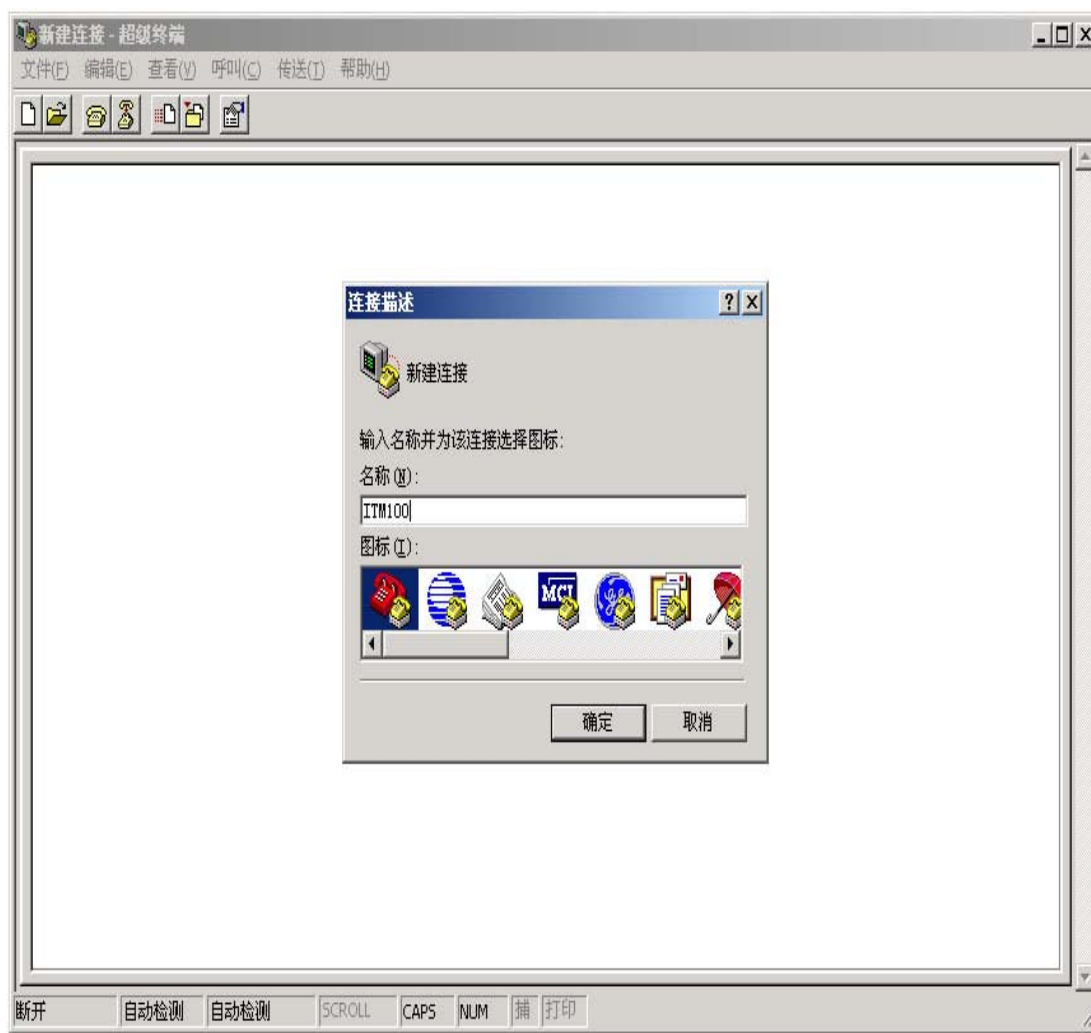 新建连接 - 超级终端
文件(F) 编辑(E) 查看(V) 呼叫(C) 传送(T) 帮助(H)
连接描述
新建连接
输入名称并为该连接选择图标:
名称(N):
ITM100
图标(I):
MCI
确定 取消
断开 自动检测 自动检测 SCROLL CAPS NUM 捕 打印